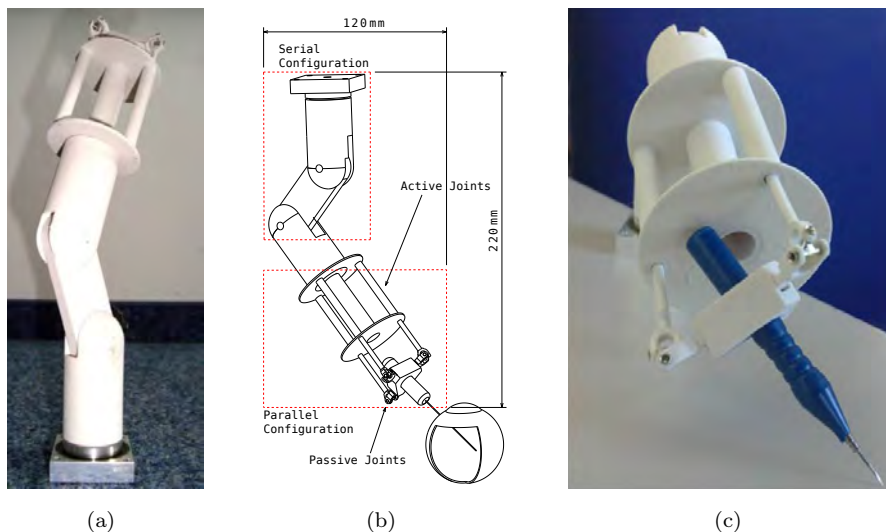 120mm
Serial
Configuration
Active Joints
220mm
Parallel
Configuration
Passive Joints
(a)
(b)
(c)